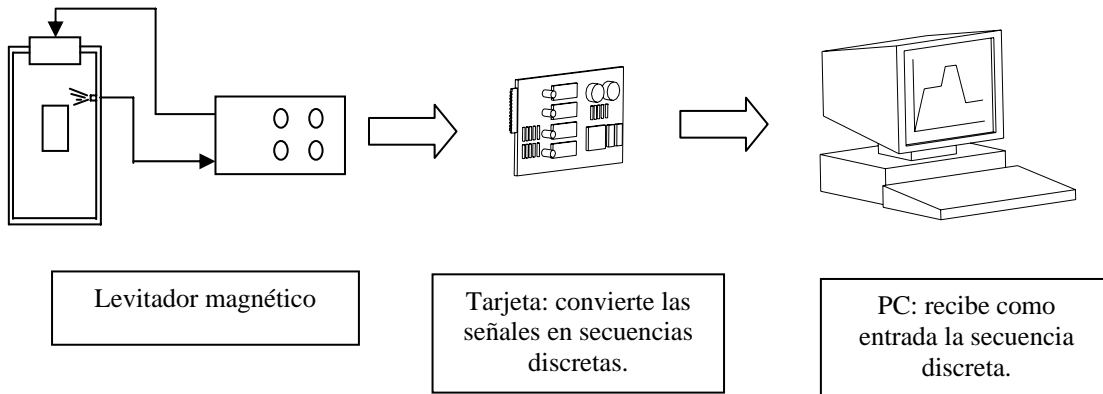 Levitador magnético
Tarjeta: convierte las
señales en secuencias
discretas.
PC: recibe como
entrada la secuencia
discreta.